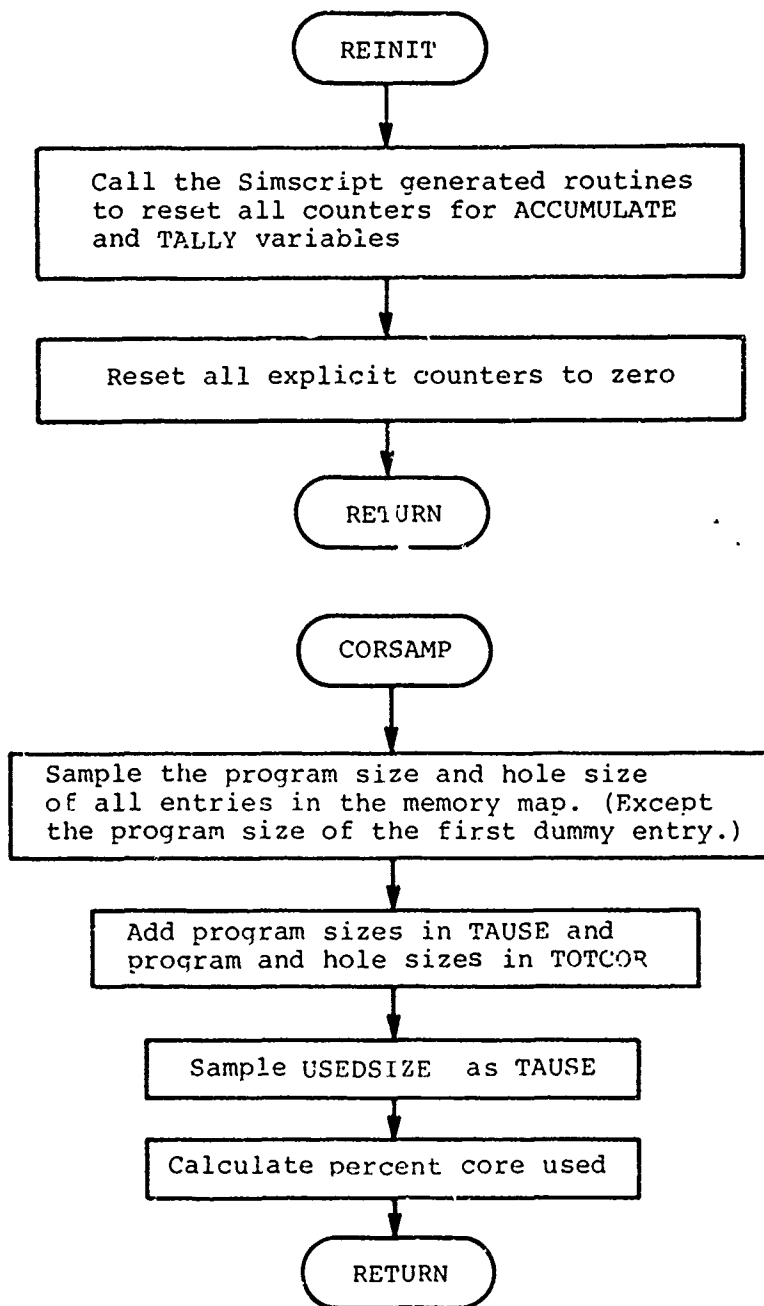 REINIT
Call the Simscript generated routines
to reset all counters for ACCUMULATE
and TALLY variables
Reset all explicit counters to zero
RETURN
CORSAMP
Sample the program size and hole size
of all entries in the memory map. (Except
the program size of the first dummy entry.)
Add program sizes in TAUSE and
program and hole sizes in TOTCOR
Sample USEDSIZE as TAUSE
Calculate percent core used
RETURN